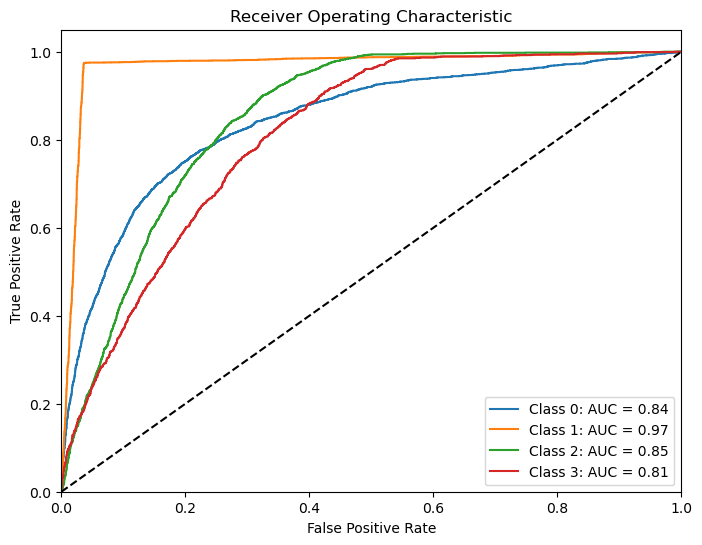 Receiver Operating Characteristic
True Positive Rate
1.0
0.8
0.6
0.4
0.2
0.0
Class 0: AUC = 0.84
Class 1: AUC = 0.97
Class 2: AUC = 0.85
Class 3: AUC = 0.81
0.0 0.2 0.4 0.6 0.8 1.0
False Positive Rate